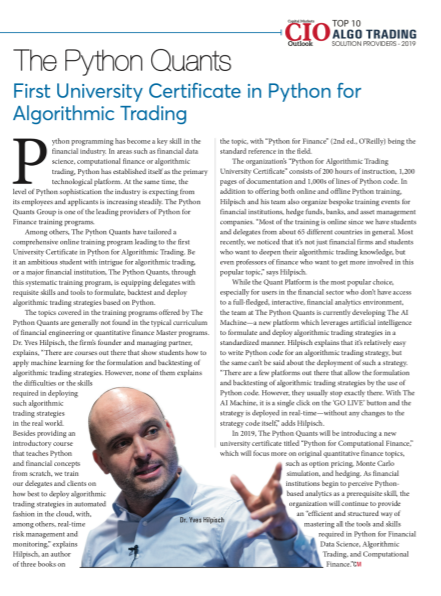 Capital Markets
CIO
Outlook
TOP 10
ALGO TRADING
SOLUTION PROVIDERS - 2019
The Python Quants
First University Certificate in Python for
Algorithmic Trading
Python programming has become a key skill in the
financial industry. In areas such as financial data
science, computational finance or algorithmic
trading, Python has established itself as the primary
technological platform. At the same time, the
level of Python sophistication the industry is expecting from
its employees and applicants is increasing steadily. The Python
Quants Group is one of the leading providers of Python for
Finance training programs.
Among others, The Python Quants have tailored a
comprehensive online training program leading to the first
University Certificate in Python for Algorithmic Trading. Be
it an ambitious student with intrigue for algorithmic trading,
or a major financial institution, The Python Quants, through
this systematic training program, is equipping delegates with
requisite skills and tools to formulate, backtest and deploy
algorithmic trading strategies based on Python.
The topics covered in the training programs offered by The
Python Quants are generally not found in the typical curriculum
of financial engineering or quantitative finance Master programs.
Dr. Yves Hilpisch, the firm's founder and managing partner,
explains, "There are courses out there that show students how to
apply machine learning for the formulation and backtesting of
algorithmic trading strategies. However, none of them explains
the difficulties or the skills
required in deploying
such algorithmic
trading strategies
in the real world.
Besides providing an
introductory course
that teaches Python
and financial concepts
from scratch, we train
our delegates and clients on
how best to deploy algorithmic
trading strategies in automated
fashion in the cloud, with,
among others, real-time
risk management and
monitoring," explains
Hilpisch, an author
of three books on
the topic, with "Python for Finance" (2nd ed., O'Reilly) being the
standard reference in the field.
The organization's "Python for Algorithmic Trading
University Certificate" consists of 200 hours of instruction, 1,200
pages of documentation and 1,000s of lines of Python code. In
addition to offering both online and offline Python training,
Hilpisch and his team also organize bespoke training events for
financial institutions, hedge funds, banks, and asset management
companies. "Most of the training is online since we have students
and delegates from about 65 different countries in general. Most
recently, we noticed that it's not just financial firms and students
who want to deepen their algorithmic trading knowledge, but
even professors of finance who want to get more involved in this
popular topic," says Hilpisch.
While the Quant Platform is the most popular choice,
especially for users in the financial sector who don't have access
to a full-fledged, interactive, financial analytics environment,
the team at The Python Quants is currently developing The AI
Machine—a new platform which leverages artificial intelligence
to formulate and deploy algorithmic trading strategies in a
standardized manner. Hilpisch explains that it's relatively easy
to write Python code for an algorithmic trading strategy, but
the same can't be said about the deployment of such a strategy.
"There are a few platforms out there that allow the formulation
and backtesting of algorithmic trading strategies by the use of
Python code. However, they usually stop exactly there. With The
AI Machine, it is a single click on the 'GO LIVE' button and the
strategy is deployed in real-time—without any changes to the
strategy code itself," adds Hilpisch.
In 2019, The Python Quants will be introducing a new
university certificate titled "Python for Computational Finance,"
which will focus more on original quantitative finance topics,
such as option pricing, Monte Carlo
simulation, and hedging. As financial
institutions begin to perceive Python-
based analytics as a prerequisite skill, the
organization will continue to provide
an "efficient and structured way of
mastering all the tools and skills
required in Python for Financial
Data Science, Algorithmic
Trading, and Computational
Finance." CM
Dr. Yves Hilpisch